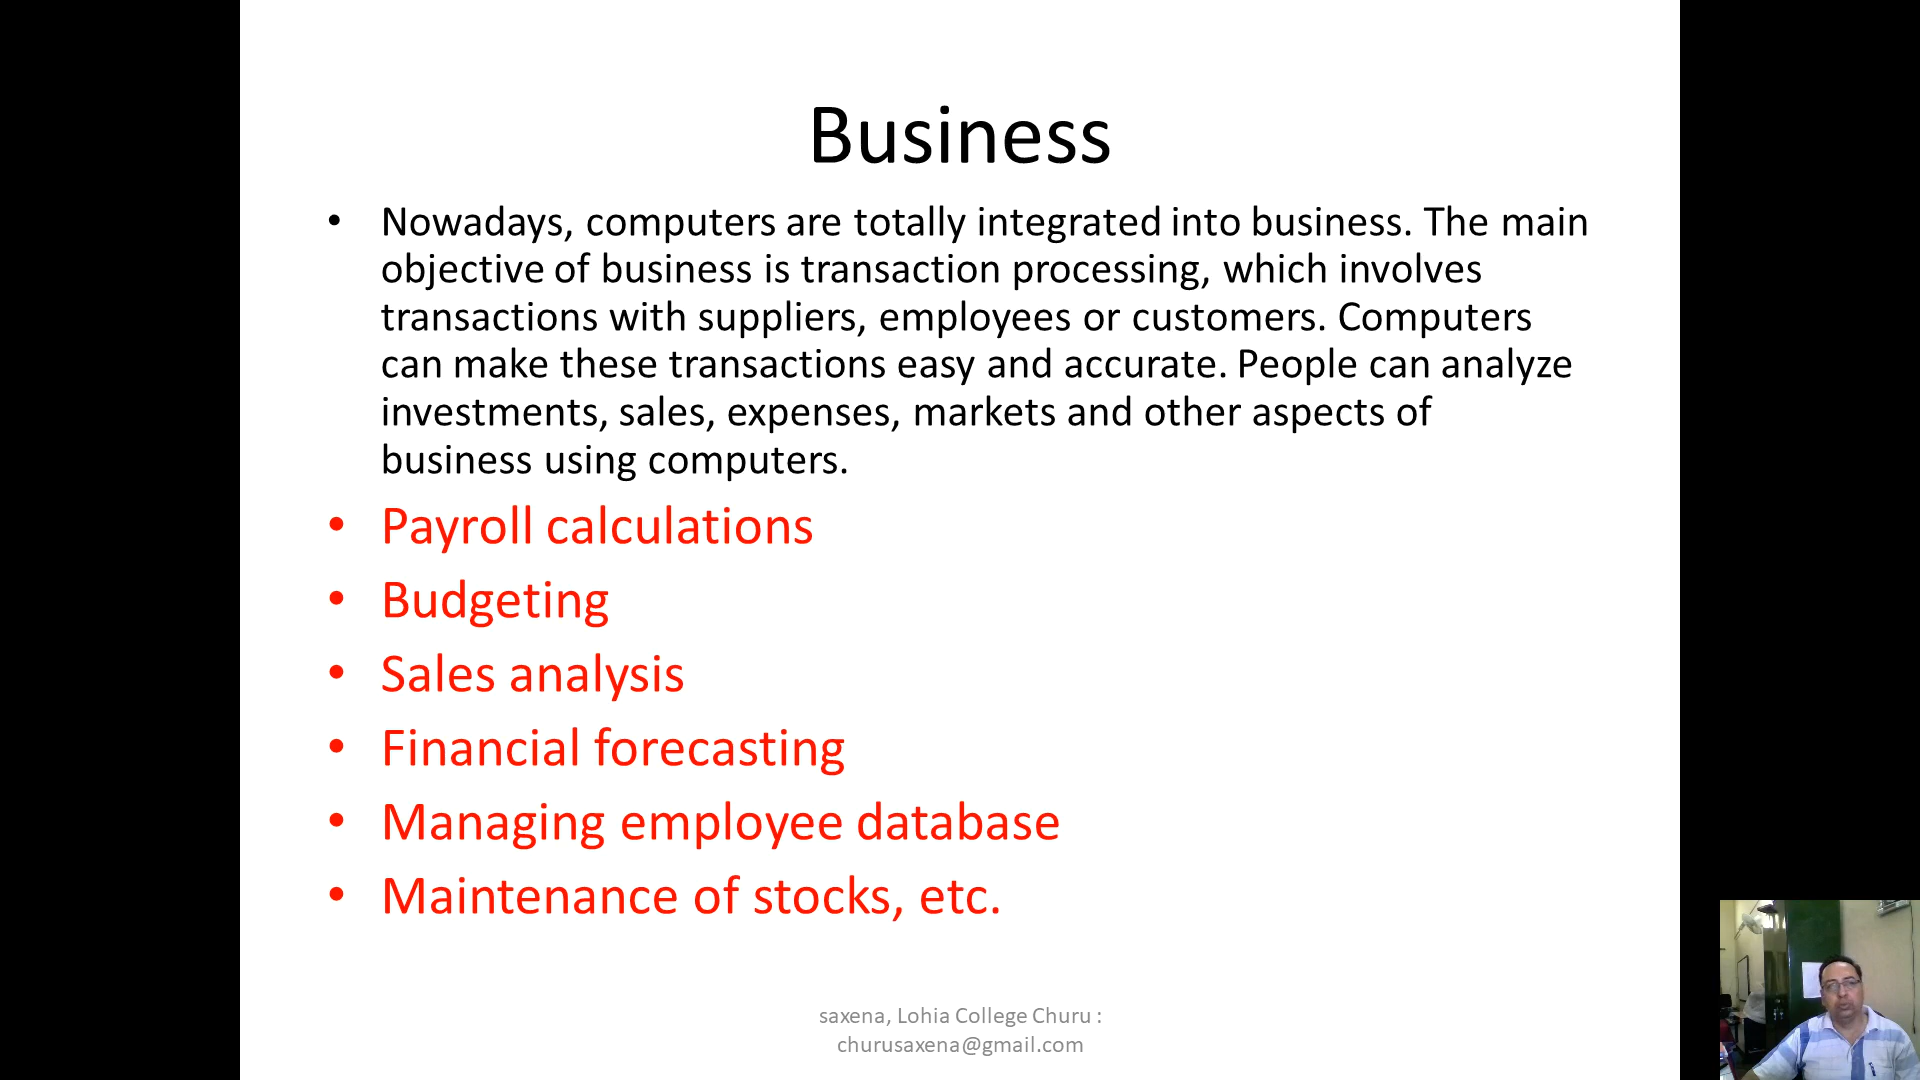 Business
• Nowadays, computers are totally integrated into business. The main
objective of business is transaction processing, which involves
transactions with suppliers, employees or customers. Computers
can make these transactions easy and accurate. People can analyze
investments, sales, expenses, markets and other aspects of
business using computers.
• Payroll calculations
• Budgeting
• Sales analysis
• Financial forecasting
• Managing employee database
• Maintenance of stocks, etc.
saxena, Lohia College Churu :
churusaxena@gmail.com